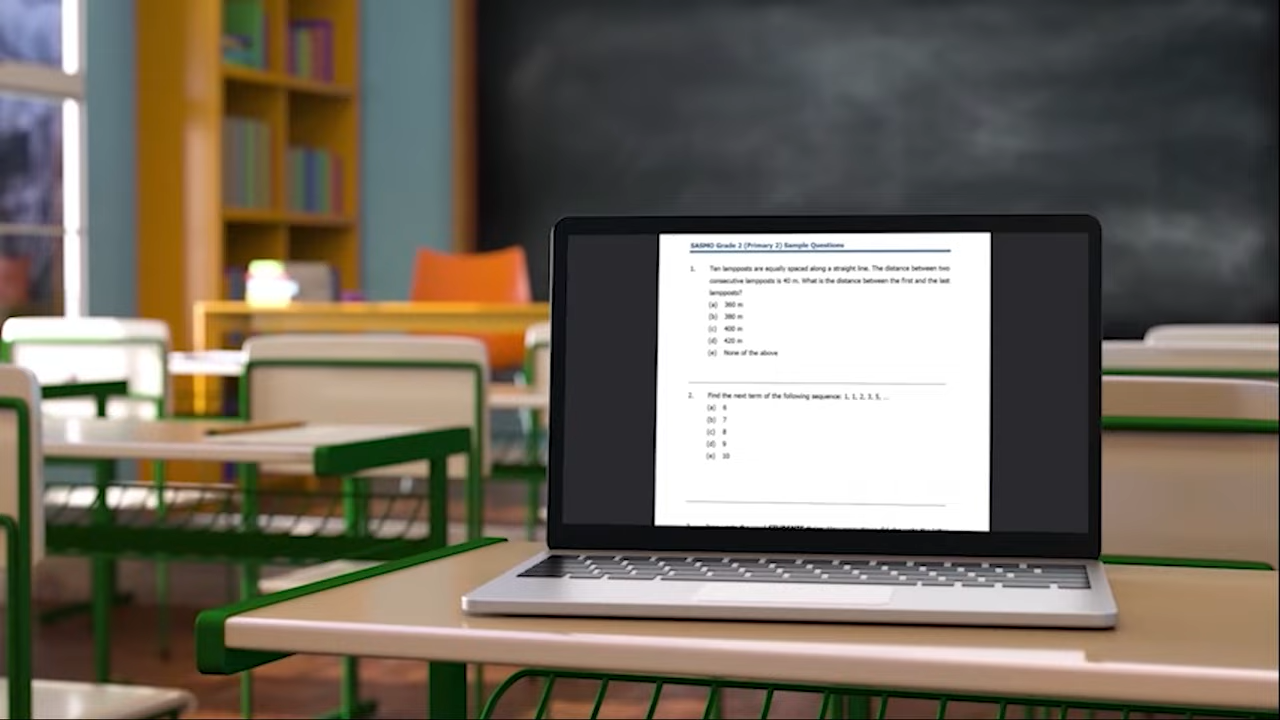 SASMO Grade 2 (Primary 2) Sample Questions
1. Ten lampposts are equally spaced along a straight line. The distance between two
consecutive lampposts is 40 m. What is the distance between the first and the last
lampposts?
(a) 360 m
(b) 380 m
(c) 400 m
(d) 420 m
(e) None of the above
2. Find the next term of the following sequence: 1, 1, 2, 3, 5, …
(a) 6
(b) 7
(c) 8
(d) 9
(e) 10